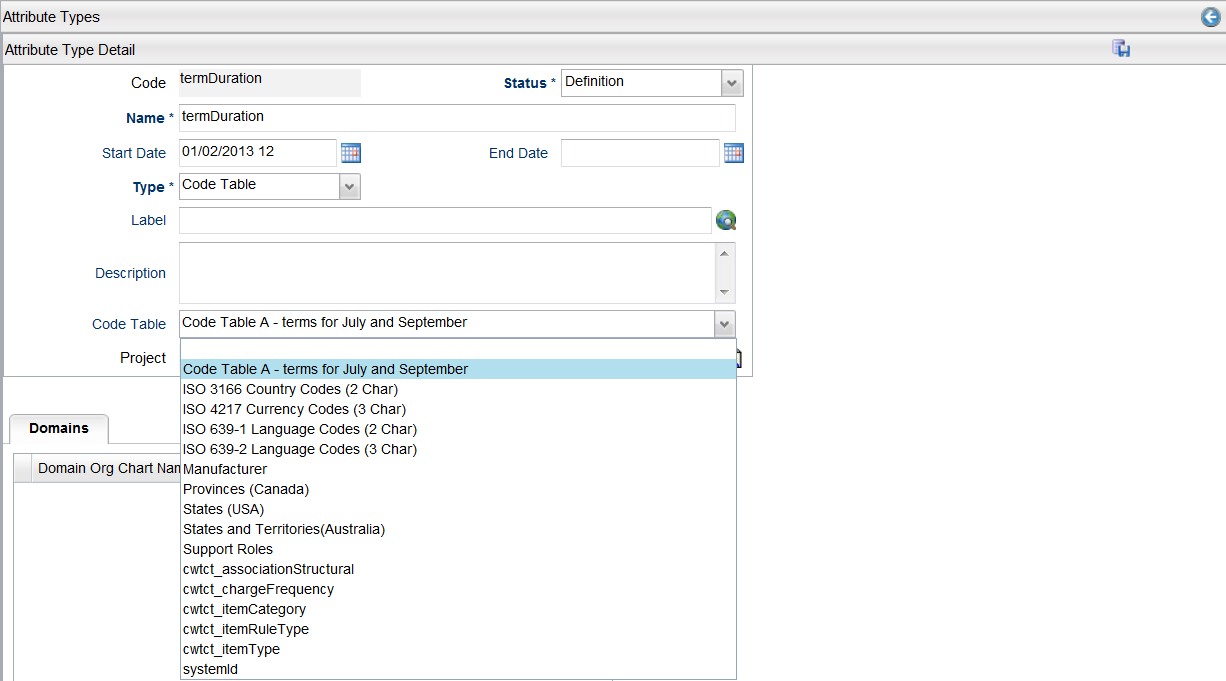 Attribute Types
Attribute Type Detail
Code termDuration Status * Definition
Name * termDuration
Start Date 01/02/2013 12 End Date
Type * Code Table
Label
Description
Code Table Code Table A - terms for July and September
Project
Code Table A - terms for July and September
ISO 3166 Country Codes (2 Char)
ISO 4217 Currency Codes (3 Char)
ISO 639-1 Language Codes (2 Char)
Domains
ISO 639-2 Language Codes (3 Char)
Domain Org Chart Nam
Manufacturer
Provinces (Canada)
States (USA)
States and Territories(Australia)
Support Roles
cwtct_associationStructural
cwtct_chargeFrequency
cwtct_itemCategory
cwtct_itemRuleType
cwtct_itemType
systemId